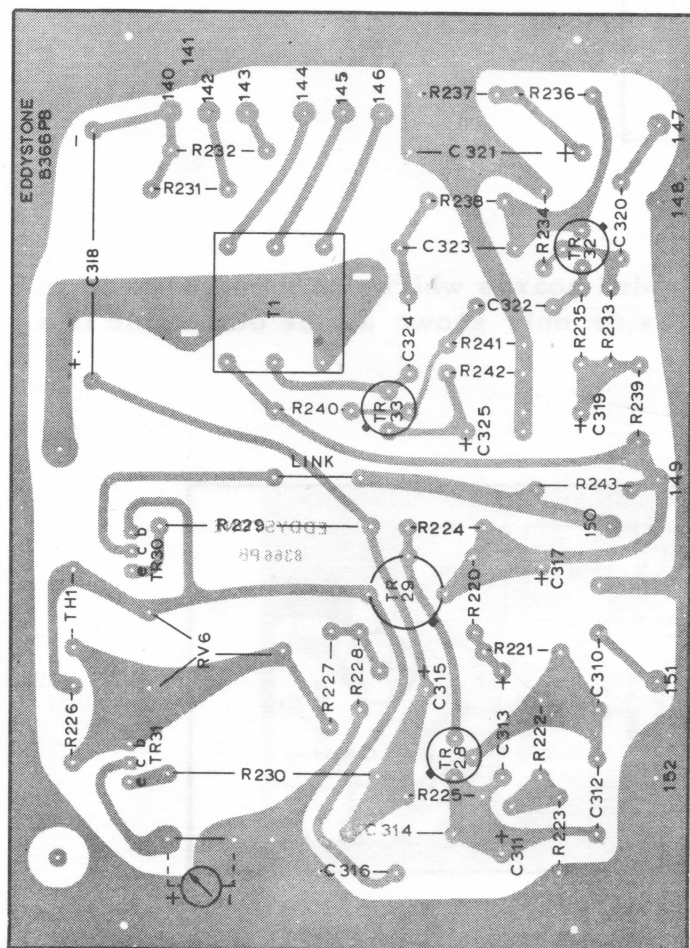 EDDYSTONE
8366PB
140
141
142
143
144
145
146
R237
R236
147
R232
C321
+
R231
148
C318
R238
R234
C320
TR
32
C323
T1
C324
C322
R235
R233
R241
R242
R240
TR
33
C325
+
C319
+
R239
LINK
R243
149
150
b
c
e
TR30
R229
R224
EDDYSTONE
8366PB
C317
+
TH1
TR
29
R220
RV6
R227
R228
R221
C310
151
R226
C315
+
b
c
e
TR31
TR
28
C313
+
R222
R230
C312
152
R225
C314
C311
+
R223
C316
+
-
-
+